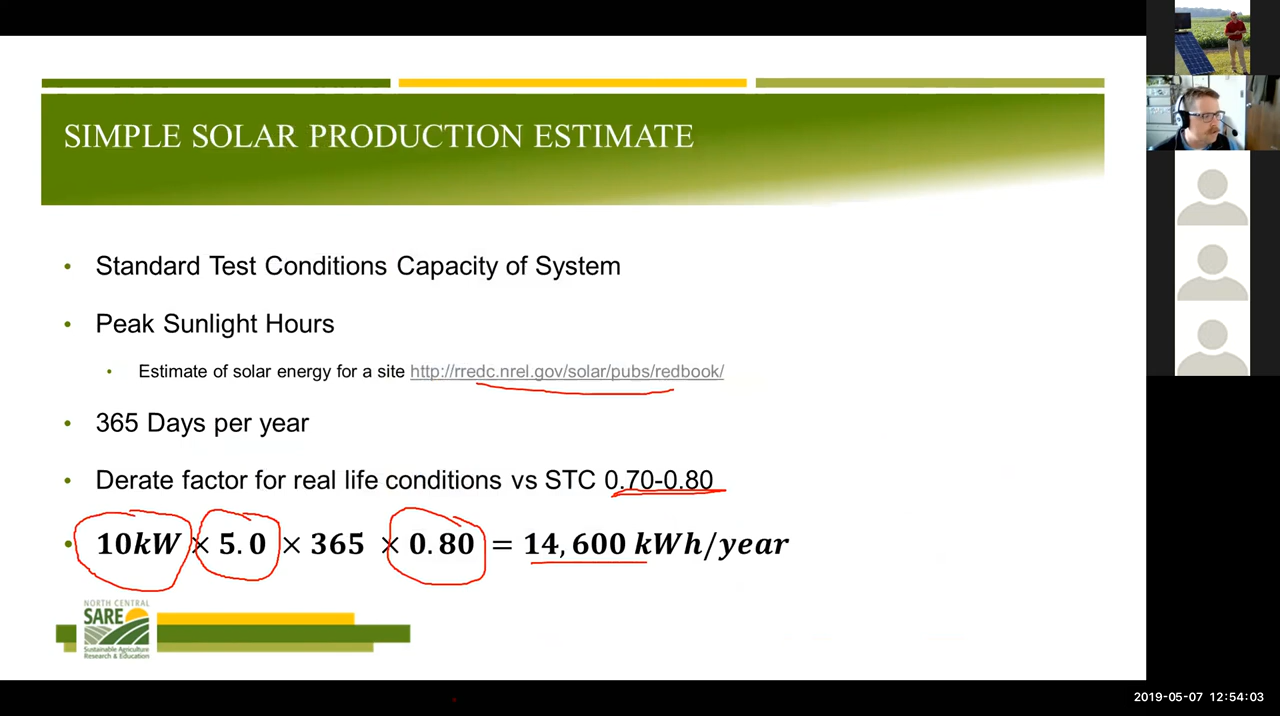 SIMPLE SOLAR PRODUCTION ESTIMATE
• Standard Test Conditions Capacity of System
• Peak Sunlight Hours
• Estimate of solar energy for a site http://rredc.nrel.gov/solar/pubs/redbook/
• 365 Days per year
• Derate factor for real life conditions vs STC 0.70-0.80
• 10kW × 5.0 × 365 × 0.80 = 14,600 kWh/year
NORTH CENTRAL
SARE
Sustainable Agriculture
Research & Education
2019-05-07 12:54:03